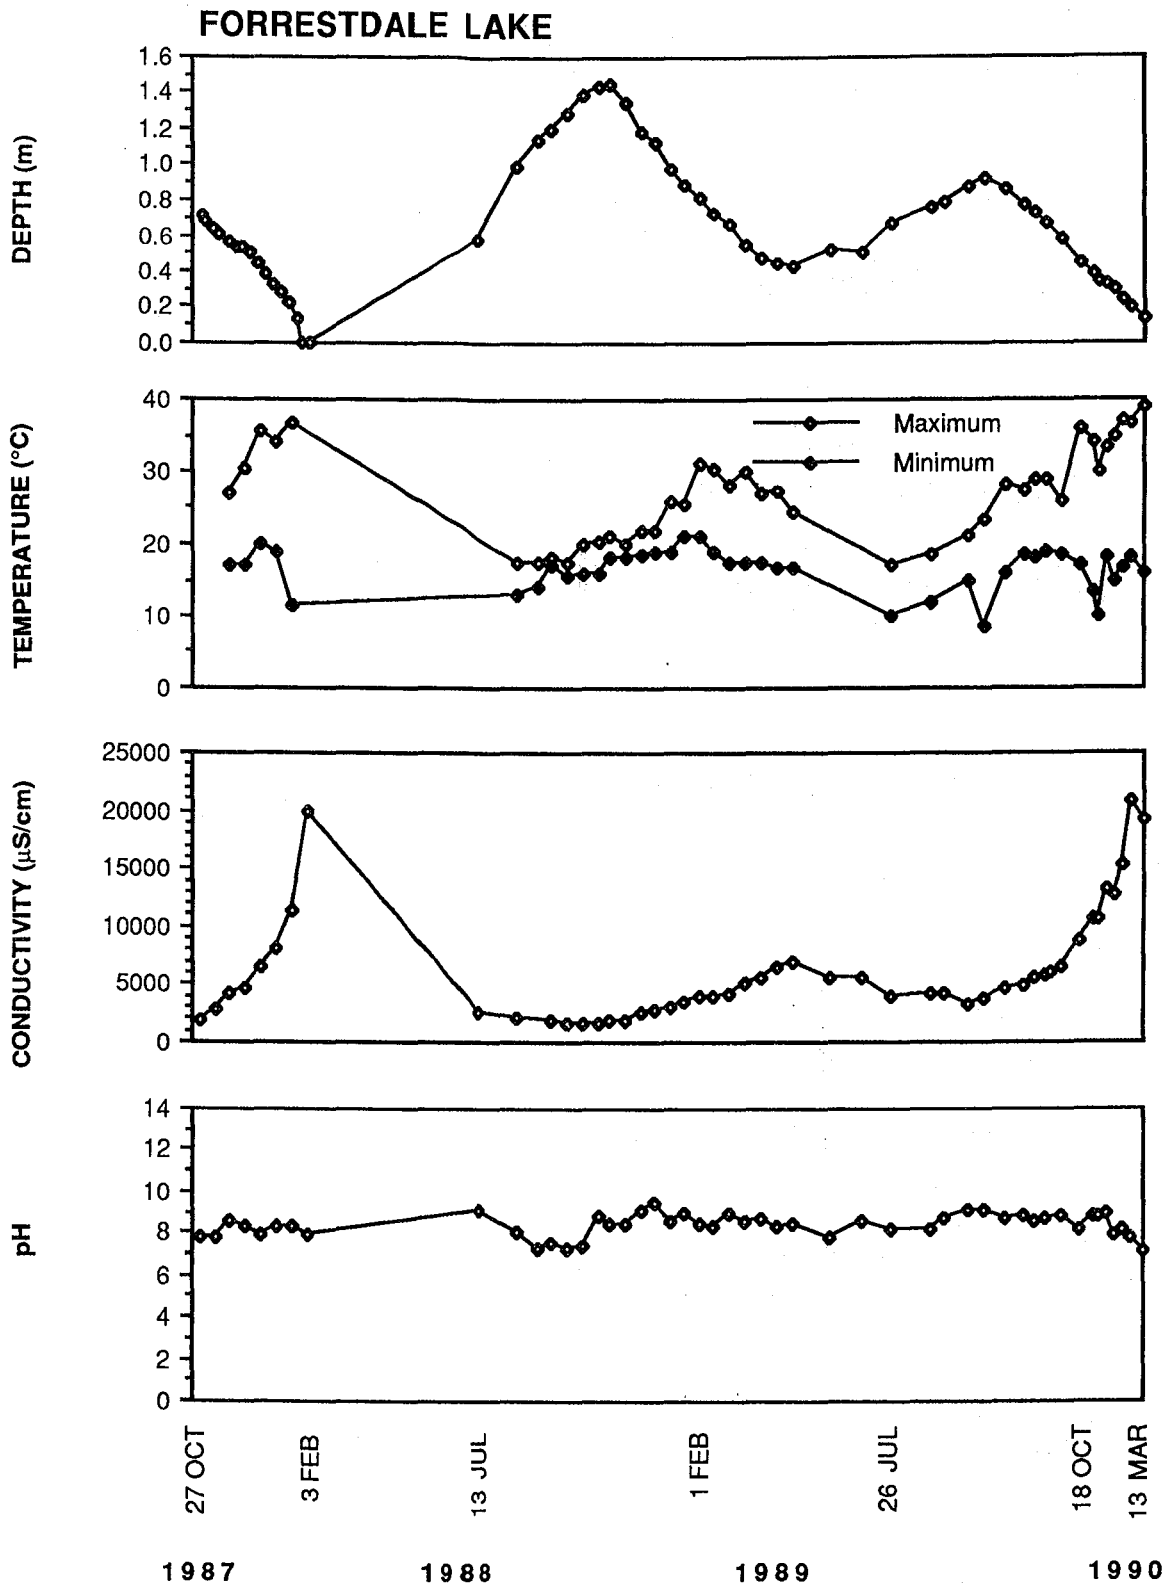 FORRESTDALE LAKE
DEPTH (m)
1.6
1.4
1.2
1.0
0.8
0.6
0.4
0.2
0.0
TEMPERATURE (°C)
40
30
20
10
0
Maximum
Minimum
CONDUCTIVITY (µS/cm)
25000
20000
15000
10000
5000
0
pH
14
12
10
8
6
4
2
0
27 OCT
3 FEB
13 JUL
1 FEB
26 JUL
18 OCT
13 MAR
1987
1988
1989
1990